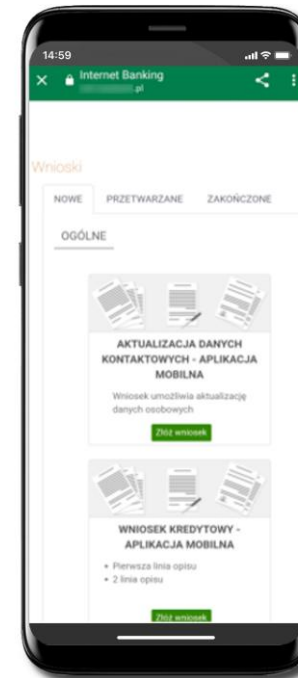 14:59
Internet Banking
.pl
Wnioski
NOWE PRZETWARZANE ZAKOŃCZONE
OGÓLNE
AKTUALIZACJA DANYCH
KONTAKTOWYCH - APLIKACJA
MOBILNA
Wniosek umożliwia aktualizację
danych osobowych
Złóż wniosek
WNIOSEK KREDYTOWY -
APLIKACJA MOBILNA
• Pierwsza linia opisu
• 2 linia opisu
Złóż wniosek